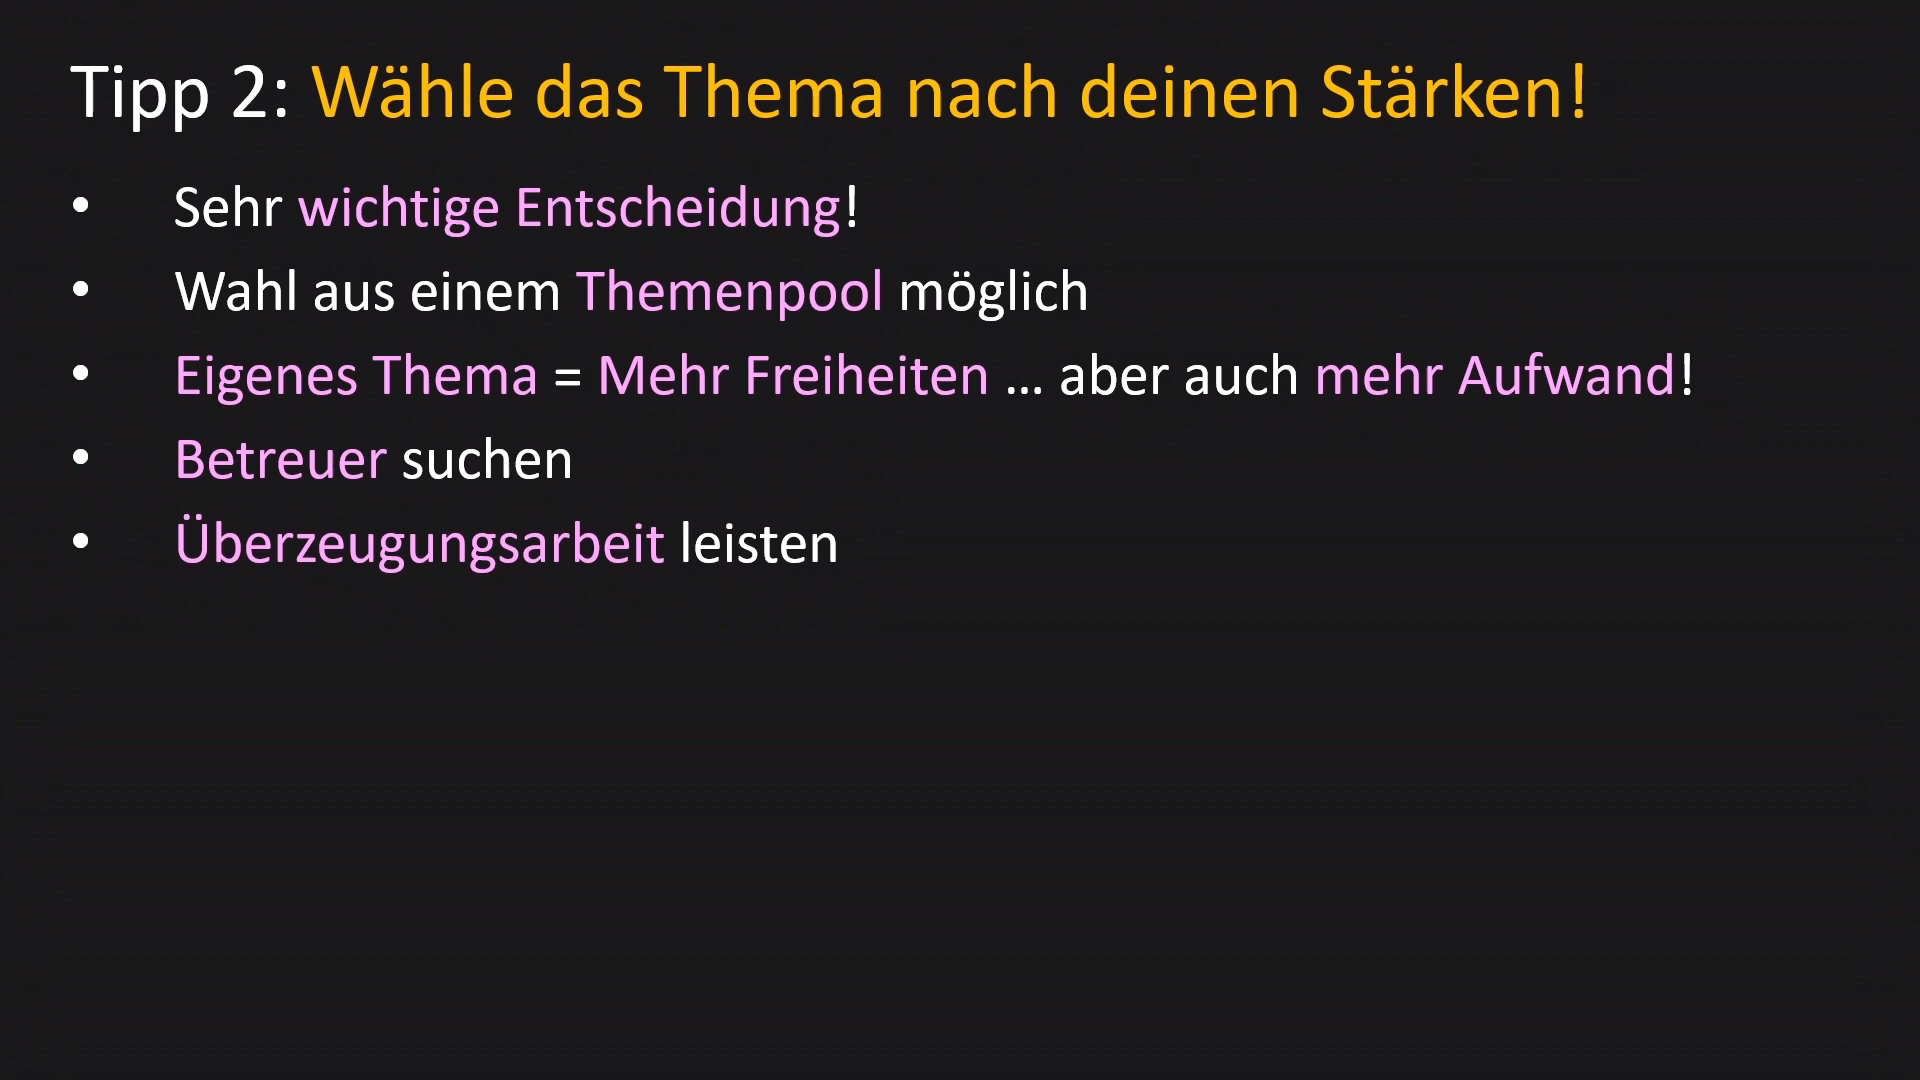 Tipp 2: Wähle das Thema nach deinen Stärken!
• Sehr wichtige Entscheidung!
• Wahl aus einem Themenpool möglich
• Eigenes Thema = Mehr Freiheiten … aber auch mehr Aufwand!
• Betreuer suchen
• Überzeugungsarbeit leisten